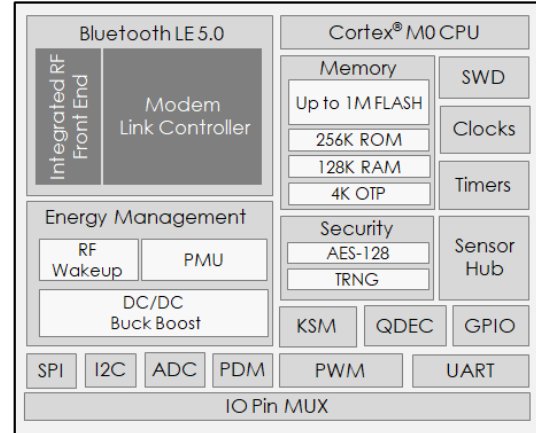 Bluetooth LE 5.0
Integrated RF
Front End
Modem
Link Controller
Energy Management
RF
Wakeup
PMU
DC/DC
Buck Boost
Cortex® M0 CPU
Memory
Up to 1M FLASH
256K ROM
128K RAM
4K OTP
Security
AES-128
TRNG
SWD
Clocks
Timers
Sensor
Hub
KSM
QDEC
GPIO
SPI
I2C
ADC
PDM
PWM
UART
IO Pin MUX